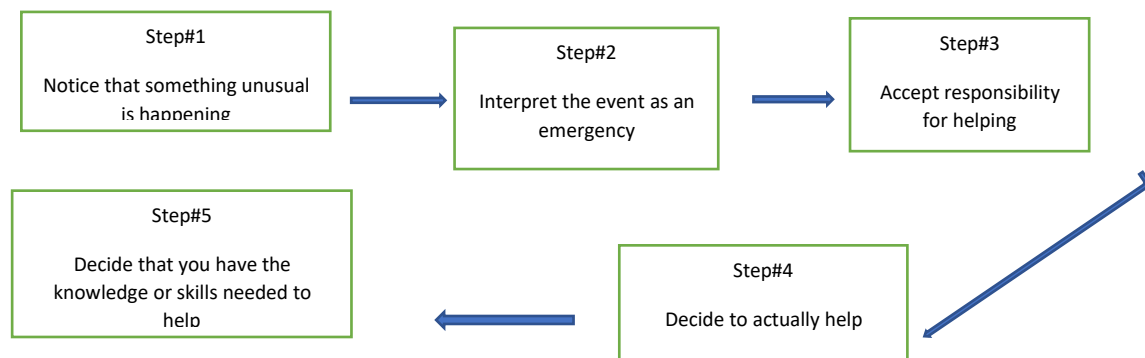 Step#1
Notice that something unusual
is happening
Step#2
Interpret the event as an
emergency
Step#3
Accept responsibility
for helping
Step#4
Decide to actually help
Step#5
Decide that you have the
knowledge or skills needed to
help